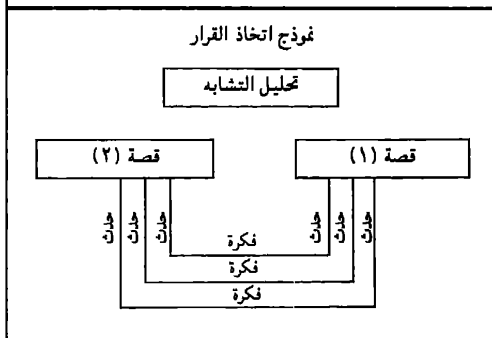 نموذج اتخاذ القرار
تحليل التشابه
قصة (١)
قصة (٢)
حدث
حدث
حدث
حدث
حدث
حدث
فكرة
فكرة
فكرة